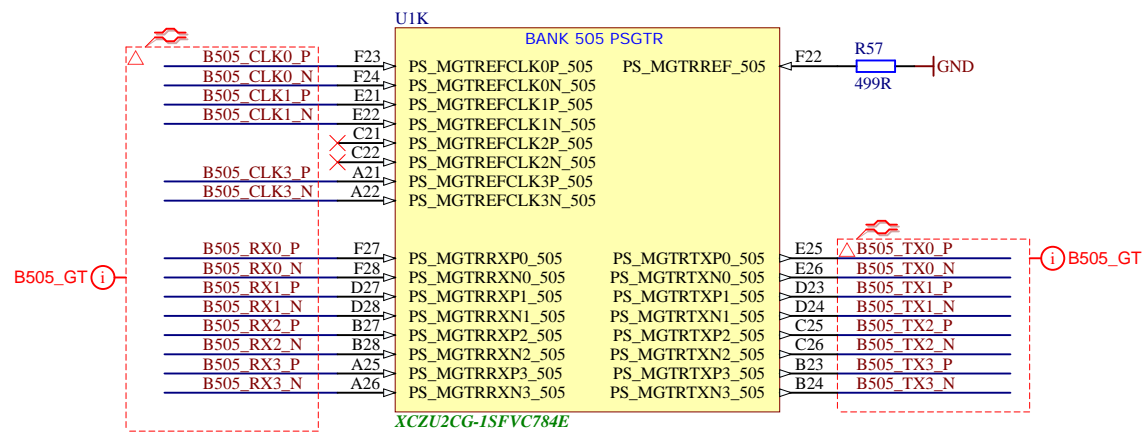 U1K
BANK 505 PSGTR
B505_CLK0_P F23 PS_MGTREFCLK0P_505 PS_MGTRREF_505 F22 R57 GND
499R
B505_CLK0_N F24 PS_MGTREFCLK0N_505
B505_CLK1_P E21 PS_MGTREFCLK1P_505
B505_CLK1_N E22 PS_MGTREFCLK1N_505
C21 PS_MGTREFCLK2P_505
C22 PS_MGTREFCLK2N_505
B505_CLK3_P A21 PS_MGTREFCLK3P_505
B505_CLK3_N A22 PS_MGTREFCLK3N_505
B505_RX0_P F27 PS_MGTRRXP0_505 PS_MGTRTXP0_505 E25 B505_TX0_P
B505_GT i B505_RX0_N F28 PS_MGTRRXN0_505 PS_MGTRTXN0_505 E26 B505_TX0_N i B505_GT
B505_RX1_P D27 PS_MGTRRXP1_505 PS_MGTRTXP1_505 D23 B505_TX1_P
B505_RX1_N D28 PS_MGTRRXN1_505 PS_MGTRTXN1_505 D24 B505_TX1_N
B505_RX2_P B27 PS_MGTRRXP2_505 PS_MGTRTXP2_505 C25 B505_TX2_P
B505_RX2_N B28 PS_MGTRRXN2_505 PS_MGTRTXN2_505 C26 B505_TX2_N
B505_RX3_P A25 PS_MGTRRXP3_505 PS_MGTRTXP3_505 B23 B505_TX3_P
B505_RX3_N A26 PS_MGTRRXN3_505 PS_MGTRTXN3_505 B24 B505_TX3_N
XCZU2CG-1SFVC784E